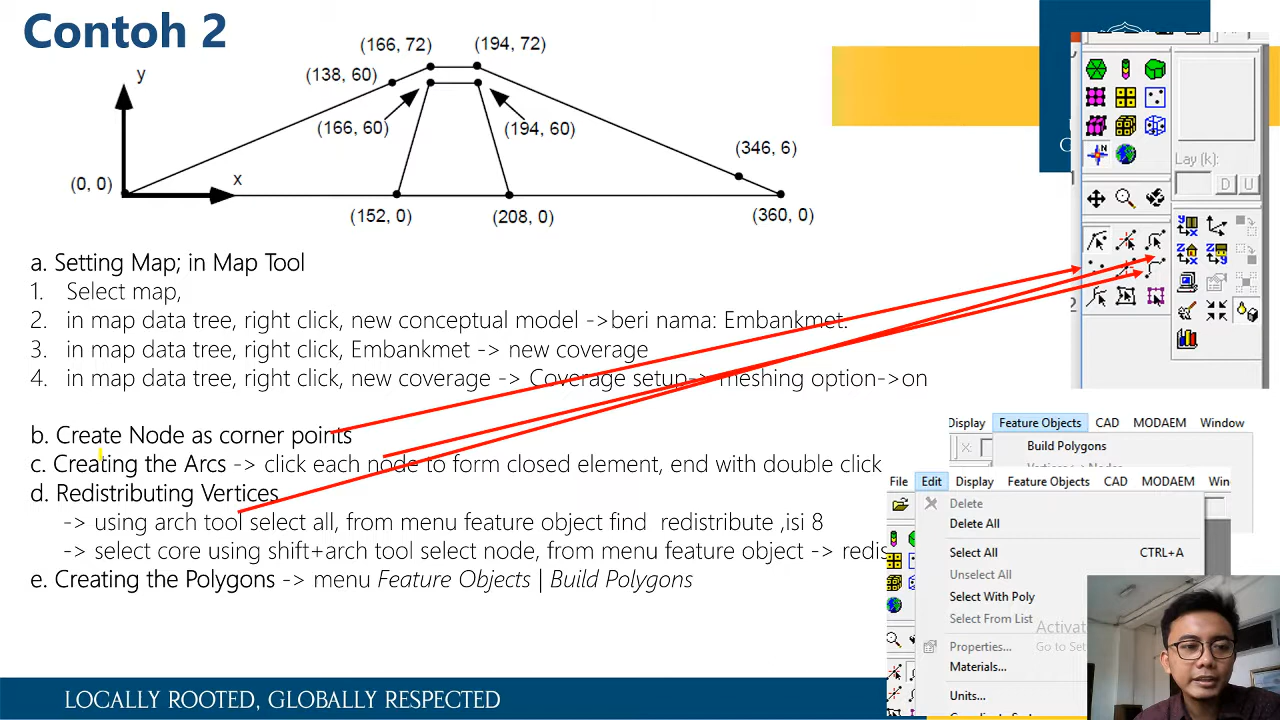 Contoh 2
(166, 72)
(194, 72)
y
(138, 60)
(166, 60)
(194, 60)
(346, 6)
(0, 0)
x
(152, 0)
(208, 0)
(360, 0)
Lay (k):
D U
a. Setting Map; in Map Tool
1. Select map,
2. in map data tree, right click, new conceptual model ->beri nama: Embankmet.
3. in map data tree, right click, Embankmet -> new coverage
4. in map data tree, right click, new coverage -> Coverage setup-> meshing option->on
b. Create Node as corner points
c. Creating the Arcs -> click each node to form closed element, end with double click
d. Redistributing Vertices
-> using arch tool select all, from menu feature object find redistribute ,isi 8
-> select core using shift+arch tool select node, from menu feature object -> redis
e. Creating the Polygons -> menu Feature Objects | Build Polygons
Display Feature Objects CAD MODAEM Window
Build Polygons
File Edit Display Feature Objects CAD MODAEM
Delete
Delete All
Select All CTRL+A
Unselect All
Select With Poly
Select From List
Properties...
Materials...
Units...
LOCALLY ROOTED, GLOBALLY RESPECTED